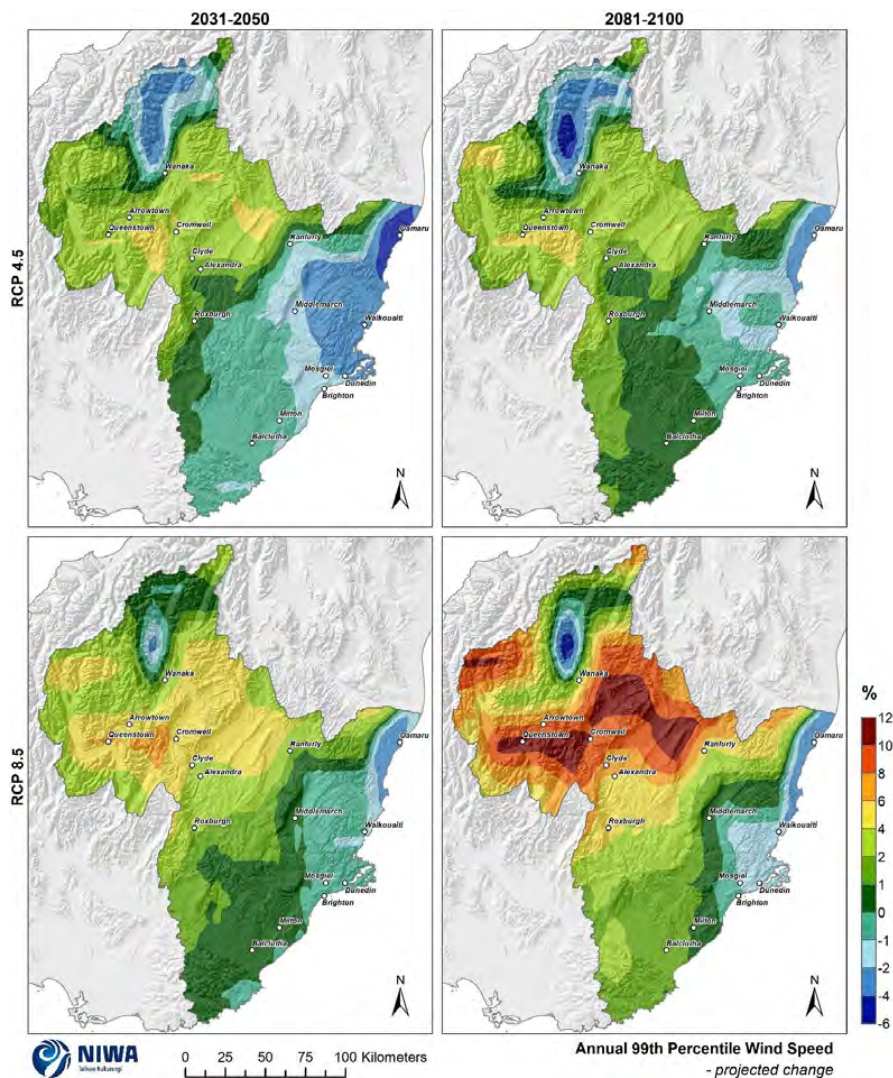 2031-2050
2081-2100
RCP 4.5
Wanaka
Arrowtown
Queenstown
Cromwell
Clyde
Alexandra
Ranfurly
Oamaru
Roxburgh
Middlemarch
Waikouaiti
Mosgiel
Dunedin
Brighton
Milton
Balclutha
N
Wanaka
Arrowtown
Queenstown
Cromwell
Clyde
Alexandra
Ranfurly
Oamaru
Roxburgh
Middlemarch
Waikouaiti
Mosgiel
Dunedin
Brighton
Milton
Balclutha
N
RCP 8.5
Wanaka
Arrowtown
Queenstown
Cromwell
Clyde
Alexandra
Ranfurly
Oamaru
Roxburgh
Middlemarch
Waikouaiti
Mosgiel
Dunedin
Brighton
Milton
Balclutha
N
Wanaka
Arrowtown
Queenstown
Cromwell
Clyde
Alexandra
Ranfurly
Oamaru
Roxburgh
Middlemarch
Waikouaiti
Mosgiel
Dunedin
Brighton
Milton
Balclutha
N
%
12
10
8
6
4
2
1
0
-1
-2
-4
-6
NIWA
Taihoro Nukurangi
0 25 50 75 100 Kilometers
Annual 99th Percentile Wind Speed
- projected change